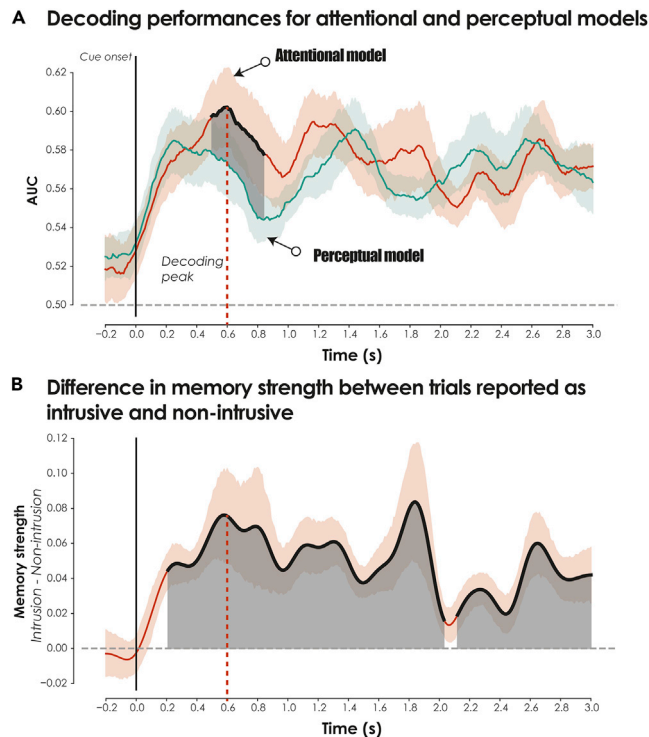 A Decoding performances for attentional and perceptual models
Cue onset
Attentional model
0.62
0.60
0.58
0.56
0.54
0.52
0.50
AUC
Decoding
peak
Perceptual model
−0.2 0.0 0.2 0.4 0.6 0.8 1.0 1.2 1.4 1.6 1.8 2.0 2.2 2.4 2.6 2.8 3.0
Time (s)
B Difference in memory strength between trials reported as
intrusive and non-intrusive
0.12
0.10
0.08
0.06
0.04
0.02
0.00
−0.02
Memory strength
Intrusion - Non-intrusion
−0.2 0.0 0.2 0.4 0.6 0.8 1.0 1.2 1.4 1.6 1.8 2.0 2.2 2.4 2.6 2.8 3.0
Time (s)